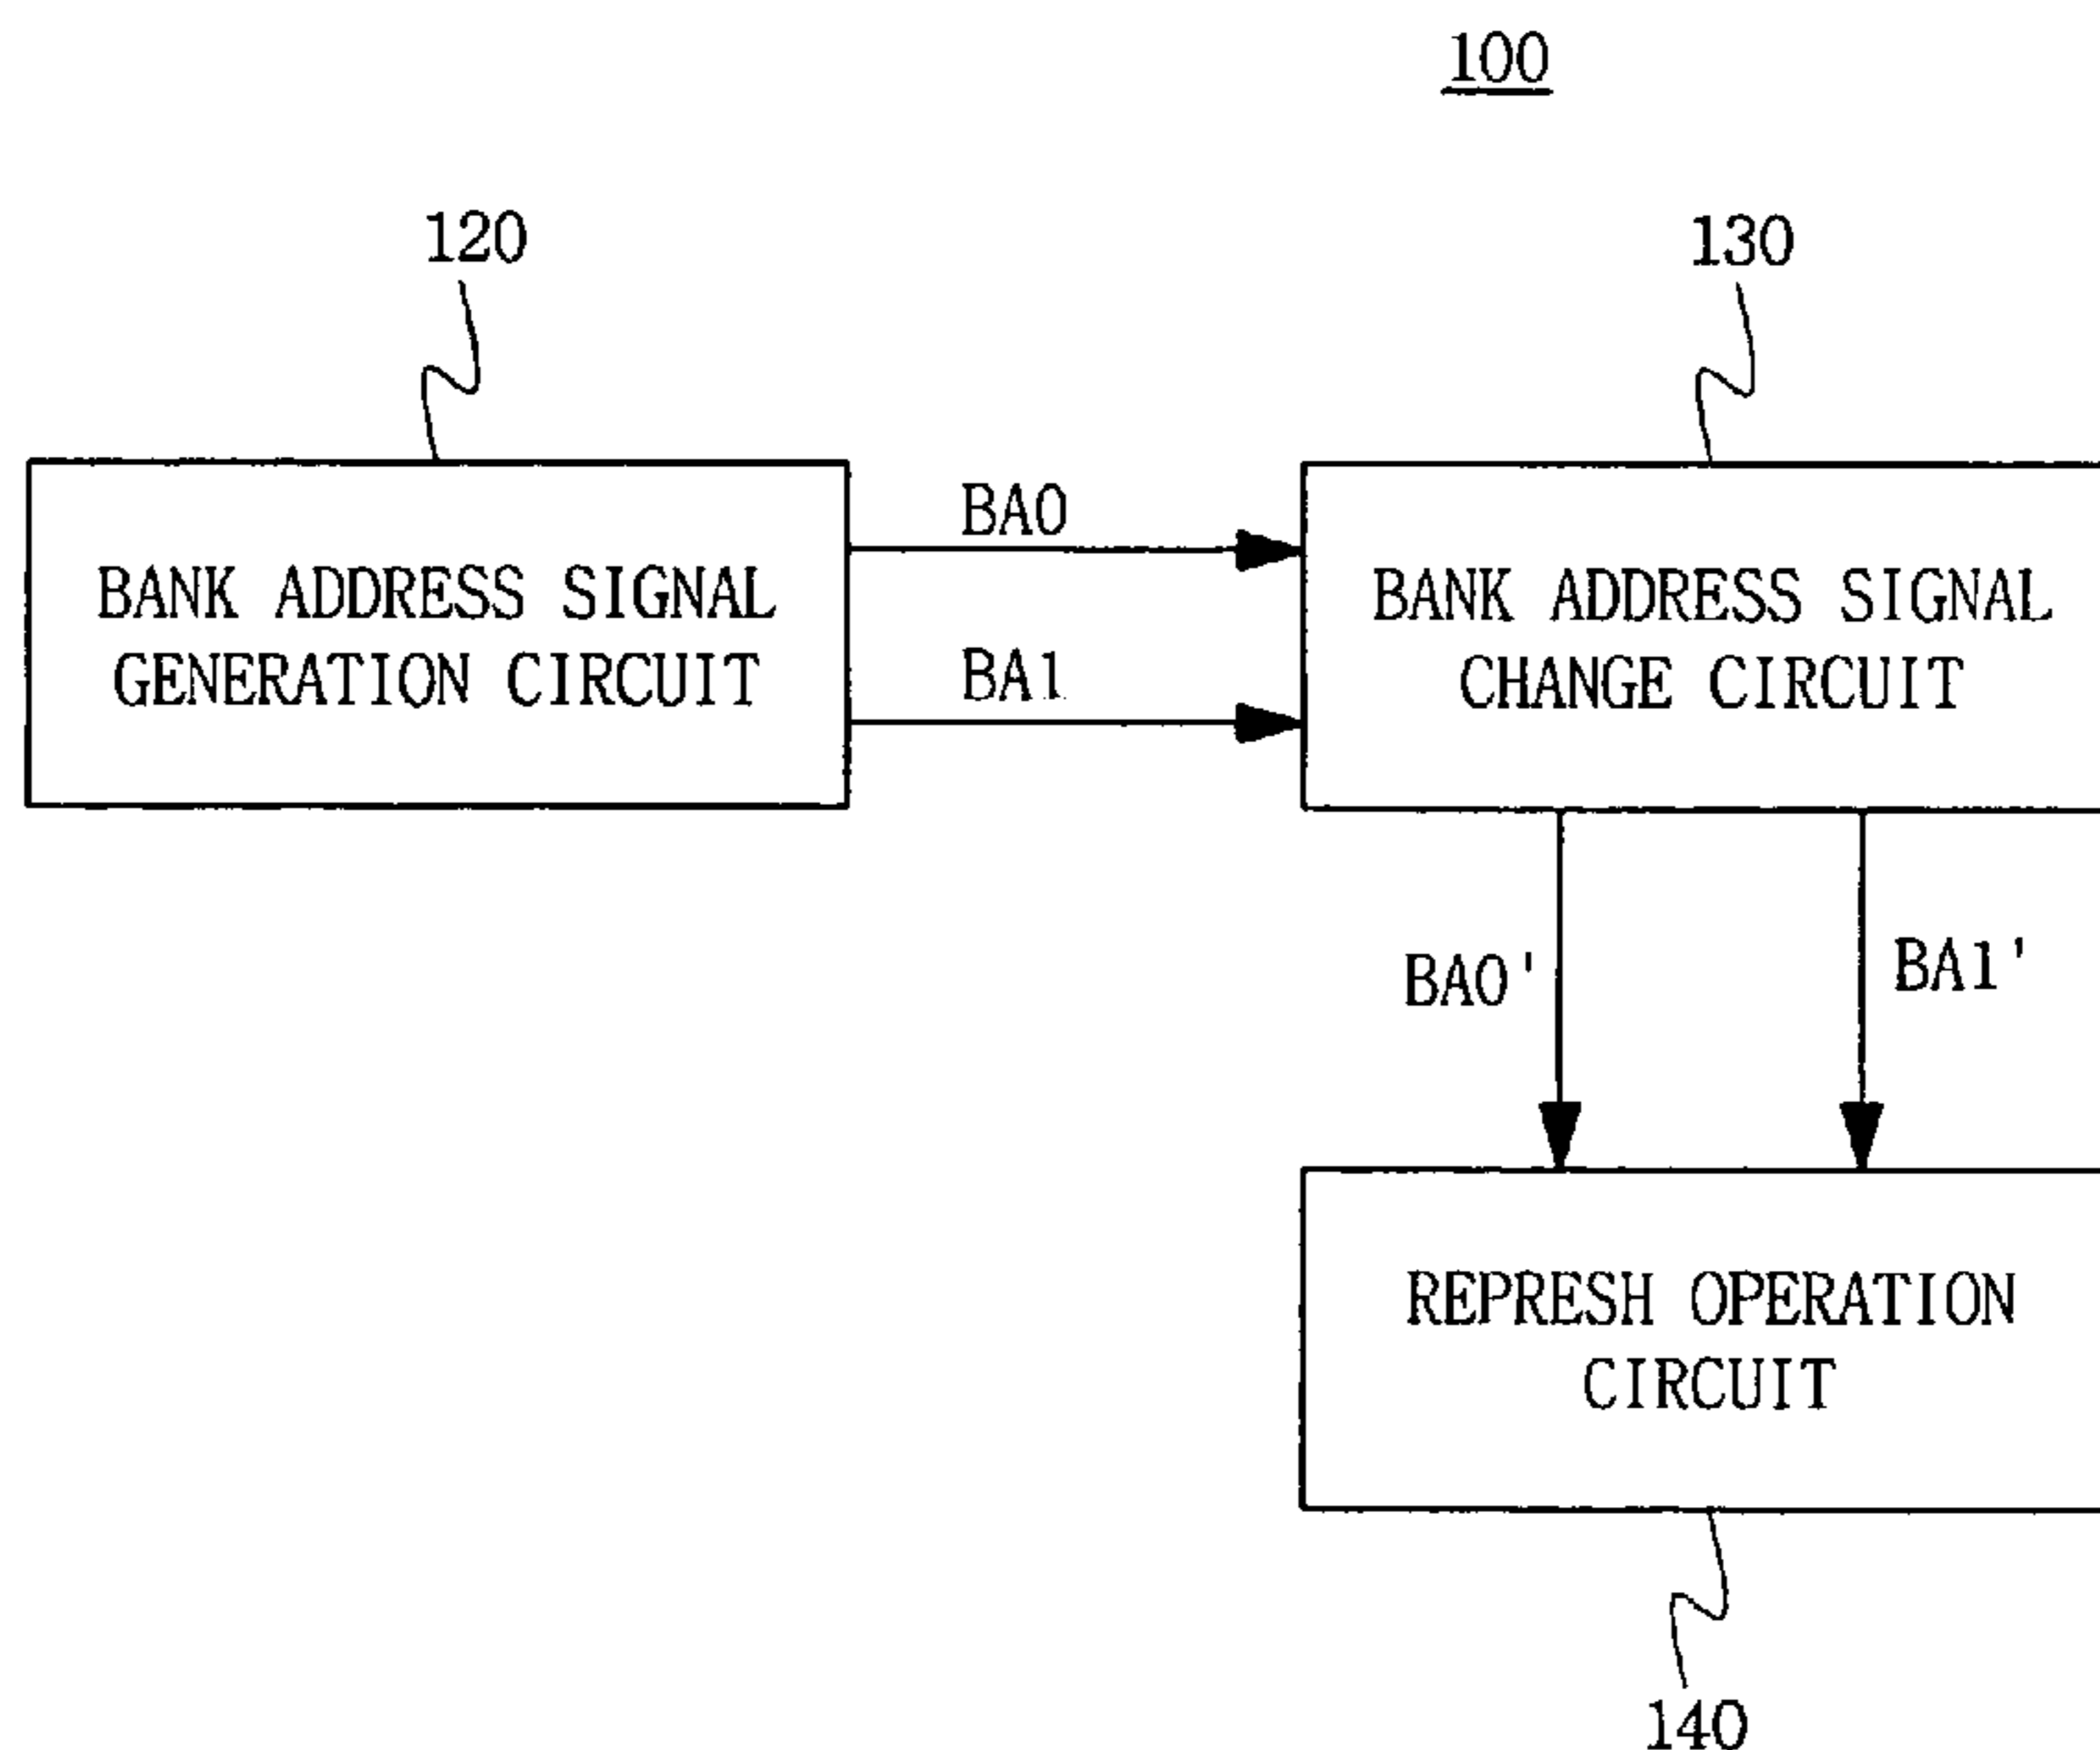 100
120
130
BANK ADDRESS SIGNAL
GENERATION CIRCUIT
BA0
BA1
BANK ADDRESS SIGNAL
CHANGE CIRCUIT
BA0'
BA1'
REPRESH OPERATION
CIRCUIT
140